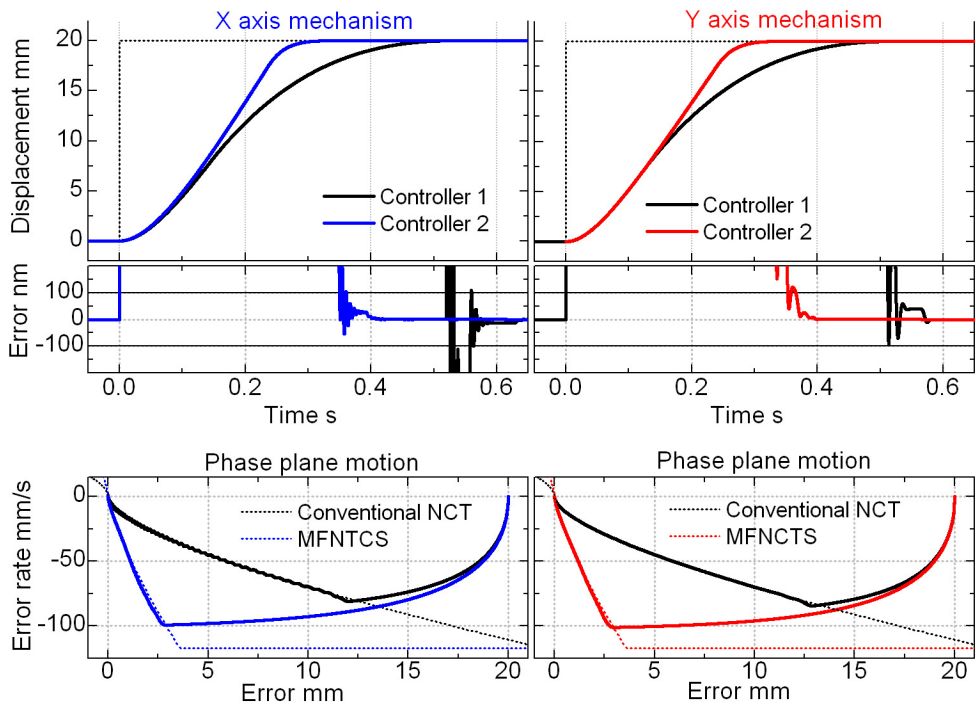 X axis mechanism
Y axis mechanism
Displacement mm
20
15
10
5
0
Controller 1
Controller 2
Controller 1
Controller 2
Error nm
100
0
-100
0.0 0.2 0.4 0.6
0.0 0.2 0.4 0.6
Time s
Time s
Phase plane motion
Phase plane motion
Error rate mm/s
0
-50
-100
Conventional NCT
MFNTCS
Conventional NCT
MFNCTS
0 5 10 15 20
0 5 10 15 20
Error mm
Error mm